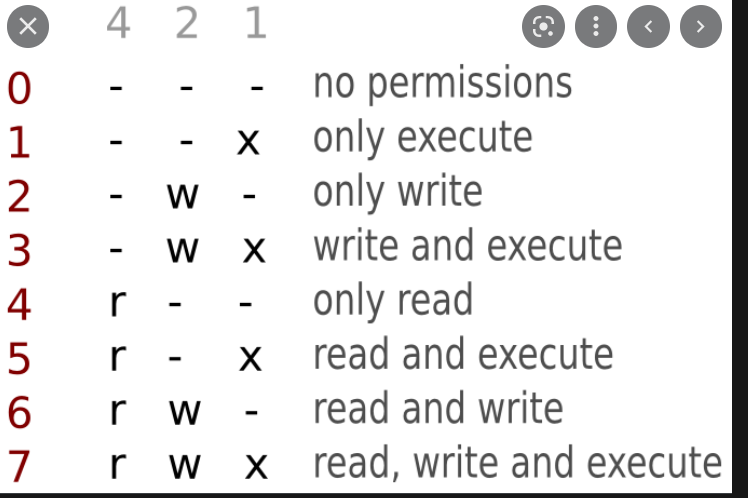 4 2 1
0 - - - no permissions
1 - - x only execute
2 - w - only write
3 - w x write and execute
4 r - - only read
5 r - x read and execute
6 r w - read and write
7 r w x read, write and execute